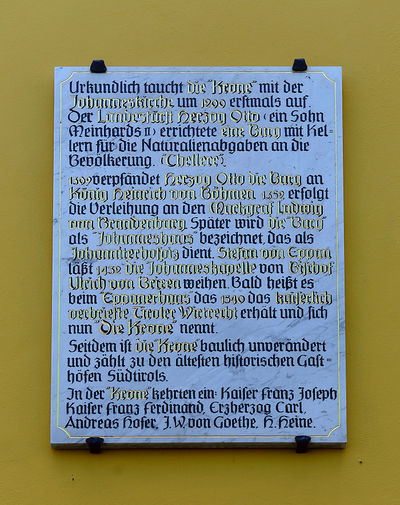 Urkundlich taucht die "Krone" mit der
Johanneskirche um 1200 erstmals auf.
Der Landesfürst Herzog Otto - ein Sohn
Meinhards II - errichtete eine Burg mit Kel-
lern für die Naturalienabgaben an die
Bevölkerung.
1309 verpfändet Herzog Otto die Burg an
König Heinrich von Böhmen. 1352 erfolgt
die Verleihung an den Markgraf Ludwig
von Brandenburg. Später wird die "Burg"
als "Johanneshaus" bezeichnet, das als
dient. Stefan von
läßt die Johanneskapelle von Bischof
Ulrich von Brixen weihen. Bald heißt es
beim das 1540 das kaiserlich
verbriefte Tiroler Wirterecht erhält und sich
nun "Die Krone" nennt.
Seitdem ist die "Krone" baulich unverändert
und zählt zu den ältesten historischen Gast=
höfen Südtirols.
In der "Krone" kehrten ein: Kaiser Franz Joseph
Kaiser Franz Ferdinand, Erzherzog Carl,
Andreas Hofer, J.W. von Goethe, H. Heine.